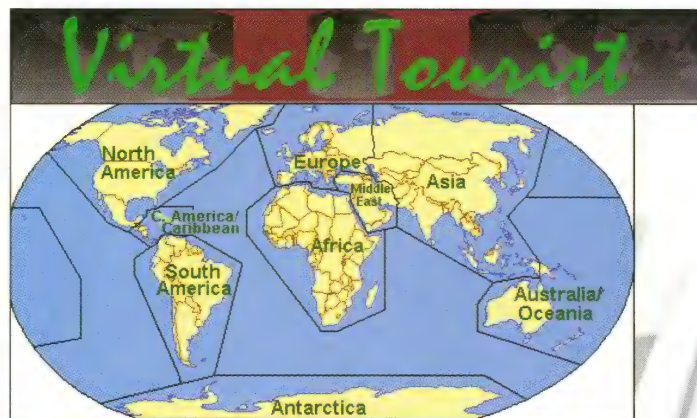 Virtual Tourist
North
America
Europe
Asia
Middle
East
C. America/
Caribbean
Africa
South
America
Australia/
Oceania
Antarctica